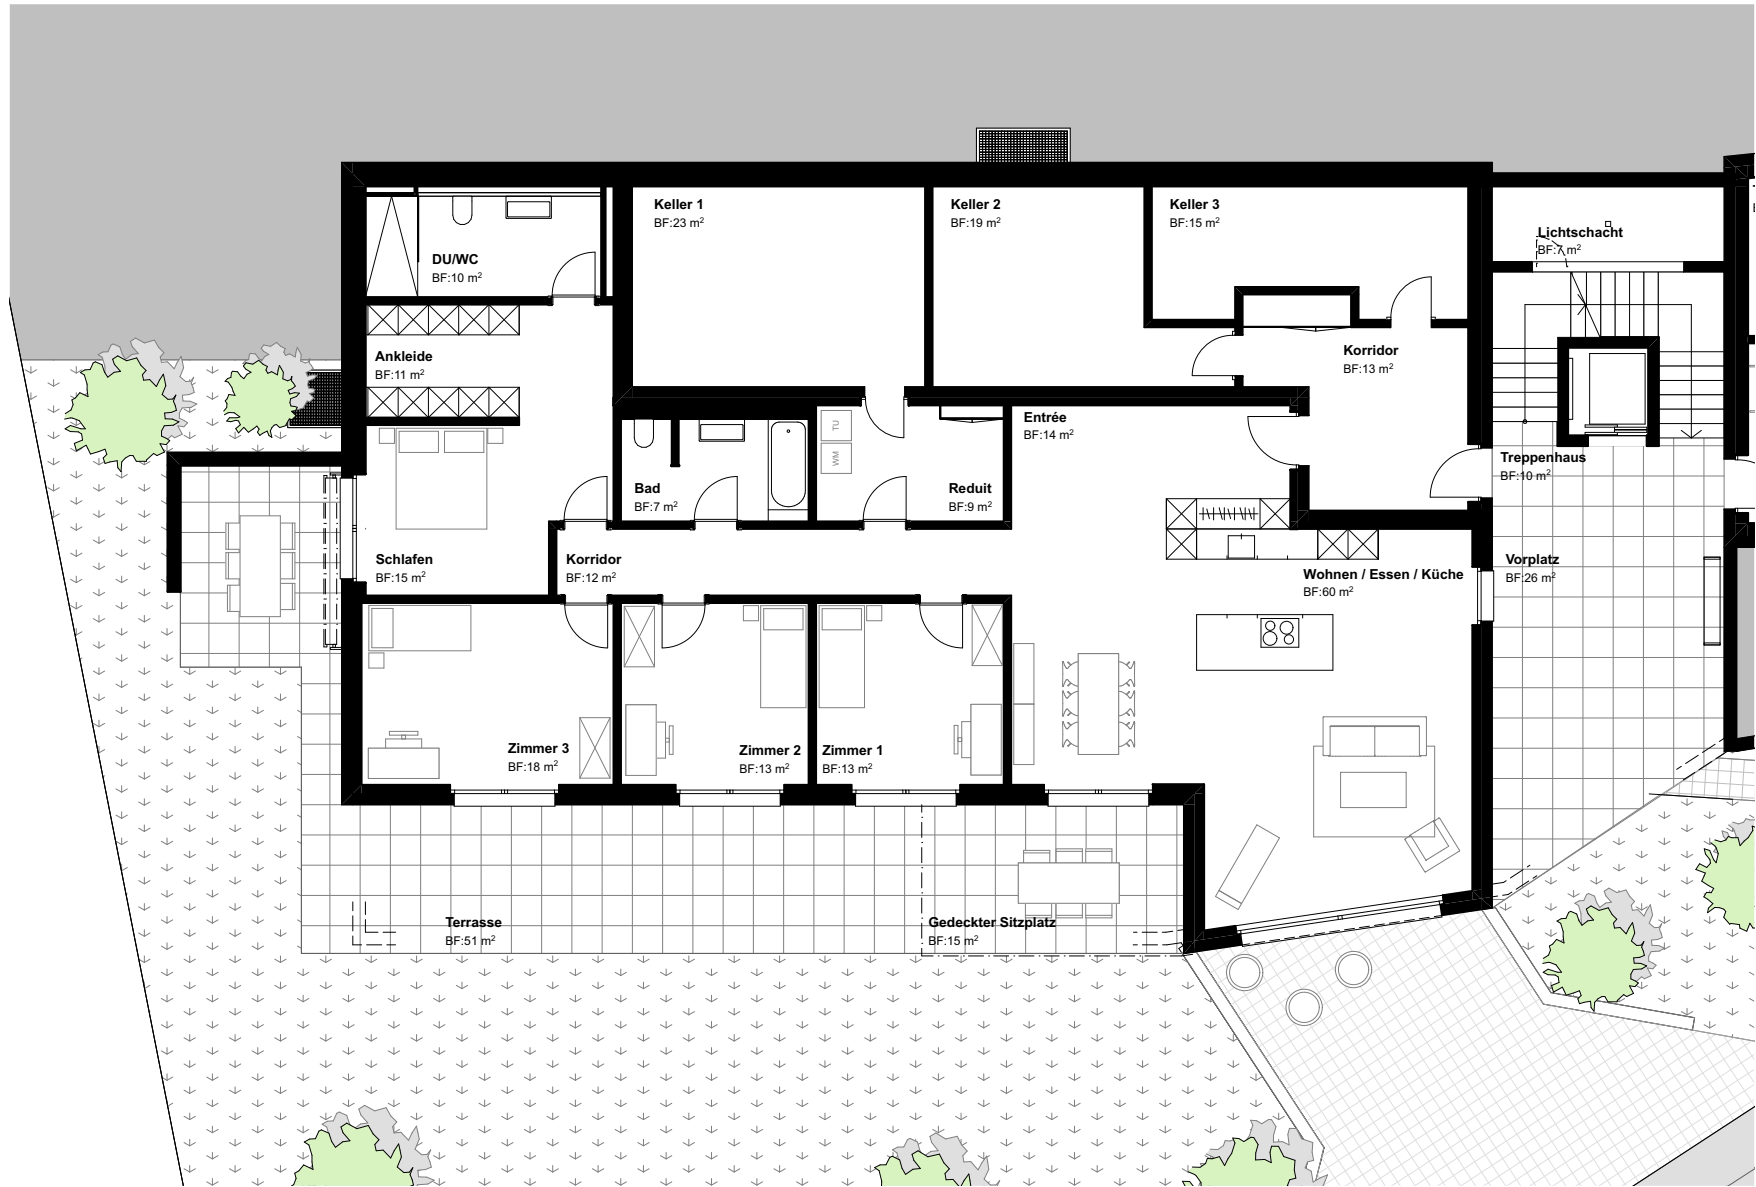 Keller 1
BF:23 m²
Keller 2
BF:19 m²
Keller 3
BF:15 m²
Lichtschacht
BF:7 m²
DU/WC
BF:10 m²
Ankleide
BF:11 m²
Korridor
BF:13 m²
Entrée
BF:14 m²
TU
WM
Treppenhaus
BF:10 m²
Bad
BF:7 m²
Reduit
BF:9 m²
Schlafen
BF:15 m²
Korridor
BF:12 m²
Wohnen / Essen / Küche
BF:60 m²
Vorplatz
BF:26 m²
Zimmer 3
BF:18 m²
Zimmer 2
BF:13 m²
Zimmer 1
BF:13 m²
Terrasse
BF:51 m²
Gedeckter Sitzplatz
BF:15 m²